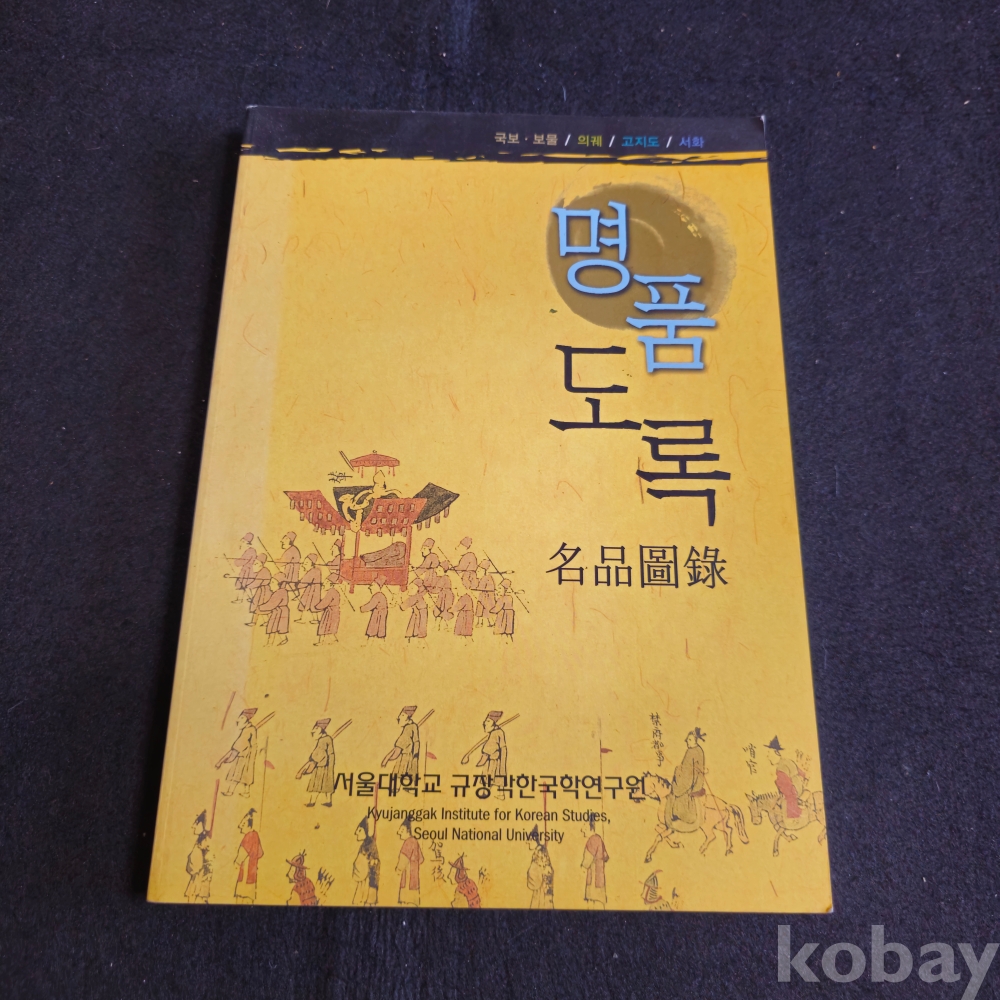 국보 · 보물 / 의궤 / 고지도 / 서화
명품
도록
名品圖錄
서울대학교 규장각한국학연구원
Kyujanggak Institute for Korean Studies,
Seoul National University
kobay